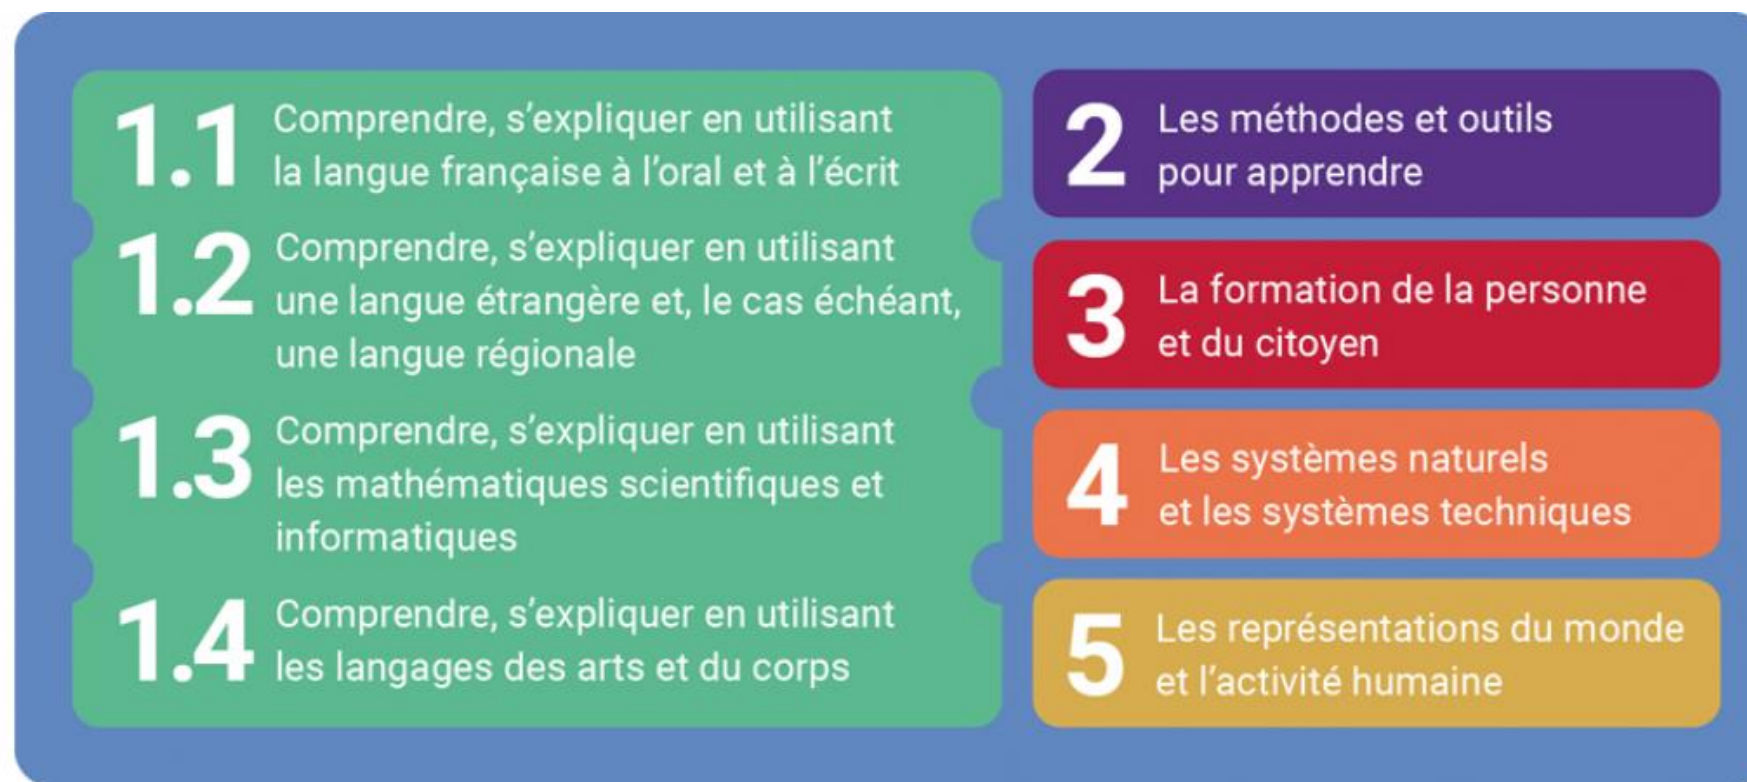 1.1 Comprendre, s'expliquer en utilisant
la langue française à l'oral et à l'écrit
1.2 Comprendre, s'expliquer en utilisant
une langue étrangère et, le cas échéant,
une langue régionale
1.3 Comprendre, s'expliquer en utilisant
les mathématiques scientifiques et
informatiques
1.4 Comprendre, s'expliquer en utilisant
les langages des arts et du corps
2 Les méthodes et outils
pour apprendre
3 La formation de la personne
et du citoyen
4 Les systèmes naturels
et les systèmes techniques
5 Les représentations du monde
et l'activité humaine